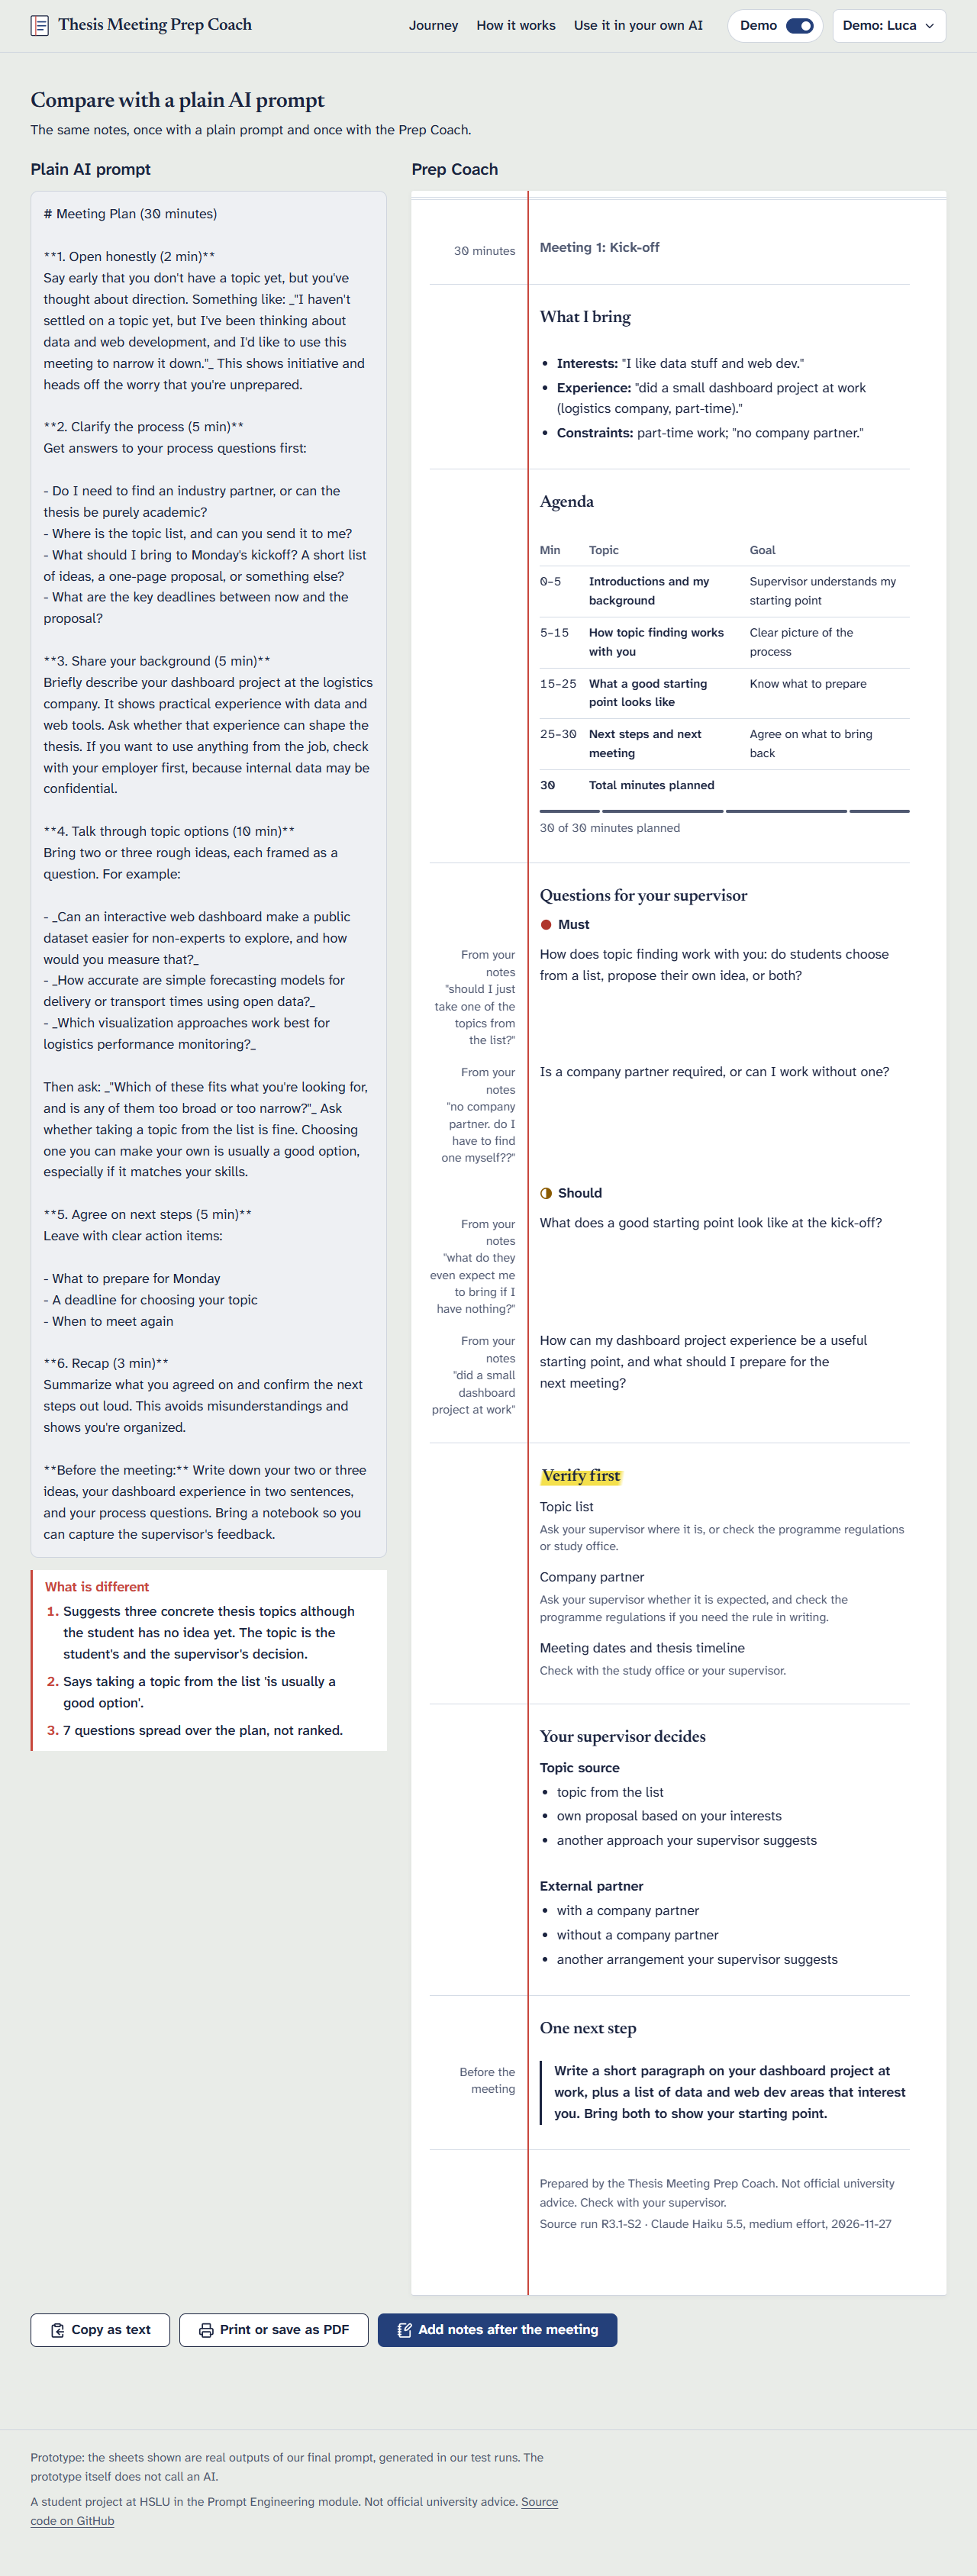 Thesis Meeting Prep Coach
Journey
How it works
Use it in your own AI
Demo
Demo: Luca
Compare with a plain AI prompt
The same notes, once with a plain prompt and once with the Prep Coach.
Plain AI prompt
# Meeting Plan (30 minutes)
**1. Open honestly (2 min)**
Say early that you don't have a topic yet, but you've
thought about direction. Something like: _"I haven't
settled on a topic yet, but I've been thinking about
data and web development, and I'd like to use this
meeting to narrow it down."_ This shows initiative and
heads off the worry that you're unprepared.
**2. Clarify the process (5 min)**
Get answers to your process questions first:
- Do I need to find an industry partner, or can the
thesis be purely academic?
- Where is the topic list, and can you send it to me?
- What should I bring to Monday's kickoff? A short list
of ideas, a one-page proposal, or something else?
- What are the key deadlines between now and the
proposal?
**3. Share your background (5 min)**
Briefly describe your dashboard project at the logistics
company. It shows practical experience with data and
web tools. Ask whether that experience can shape the
thesis. If you want to use anything from the job, check
with your employer first, because internal data may be
confidential.
**4. Talk through topic options (10 min)**
Bring two or three rough ideas, each framed as a
question. For example:
- _Can an interactive web dashboard make a public
dataset easier for non-experts to explore, and how
would you measure that?_
- _How accurate are simple forecasting models for
delivery or transport times using open data?_
- _Which visualization approaches work best for
logistics performance monitoring?_
Then ask: _"Which of these fits what you're looking for,
and is any of them too broad or too narrow?"_ Ask
whether taking a topic from the list is fine. Choosing
one you can make your own is usually a good option,
especially if it matches your skills.
**5. Agree on next steps (5 min)**
Leave with clear action items:
- What to prepare for Monday
- A deadline for choosing your topic
- When to meet again
**6. Recap (3 min)**
Summarize what you agreed on and confirm the next
steps out loud. This avoids misunderstandings and
shows you're organized.
**Before the meeting:** Write down your two or three
ideas, your dashboard experience in two sentences,
and your process questions. Bring a notebook so you
can capture the supervisor's feedback.
What is different
1. Suggests three concrete thesis topics although
the student has no idea yet. The topic is the
student's and the supervisor's decision.
2. Says taking a topic from the list 'is usually a
good option'.
3. 7 questions spread over the plan, not ranked.
Prep Coach
30 minutes
Meeting 1: Kick-off
What I bring
• Interests: "I like data stuff and web dev."
• Experience: "did a small dashboard project at work
(logistics company, part-time)."
• Constraints: part-time work; "no company partner."
Agenda
Min Topic Goal
0–5 Introductions and my Supervisor understands my
background starting point
5–15 How topic finding works Clear picture of the
with you process
15–25 What a good starting Know what to prepare
point looks like
25–30 Next steps and next Agree on what to bring
meeting back
30 Total minutes planned
30 of 30 minutes planned
Questions for your supervisor
Must
From your
notes
"should I just
take one of the
topics from
the list?"
How does topic finding work with you: do students choose
from a list, propose their own idea, or both?
From your
notes
"no company
partner. do I
have to find
one myself??"
Is a company partner required, or can I work without one?
Should
From your
notes
"what do they
even expect me
to bring if I
have nothing?"
What does a good starting point look like at the kick-off?
From your
notes
"did a small
dashboard
project at work"
How can my dashboard project experience be a useful
starting point, and what should I prepare for the
next meeting?
Verify first
Topic list
Ask your supervisor where it is, or check the programme regulations
or study office.
Company partner
Ask your supervisor whether it is expected, and check the
programme regulations if you need the rule in writing.
Meeting dates and thesis timeline
Check with the study office or your supervisor.
Your supervisor decides
Topic source
• topic from the list
• own proposal based on your interests
• another approach your supervisor suggests
External partner
• with a company partner
• without a company partner
• another arrangement your supervisor suggests
One next step
Before the
meeting
Write a short paragraph on your dashboard project at
work, plus a list of data and web dev areas that interest
you. Bring both to show your starting point.
Prepared by the Thesis Meeting Prep Coach. Not official university
advice. Check with your supervisor.
Source run R3.1-S2 · Claude Haiku 5.5, medium effort, 2026-11-27
Copy as text
Print or save as PDF
Add notes after the meeting
Prototype: the sheets shown are real outputs of our final prompt, generated in our test runs. The
prototype itself does not call an AI.
A student project at HSLU in the Prompt Engineering module. Not official university advice. Source
code on GitHub